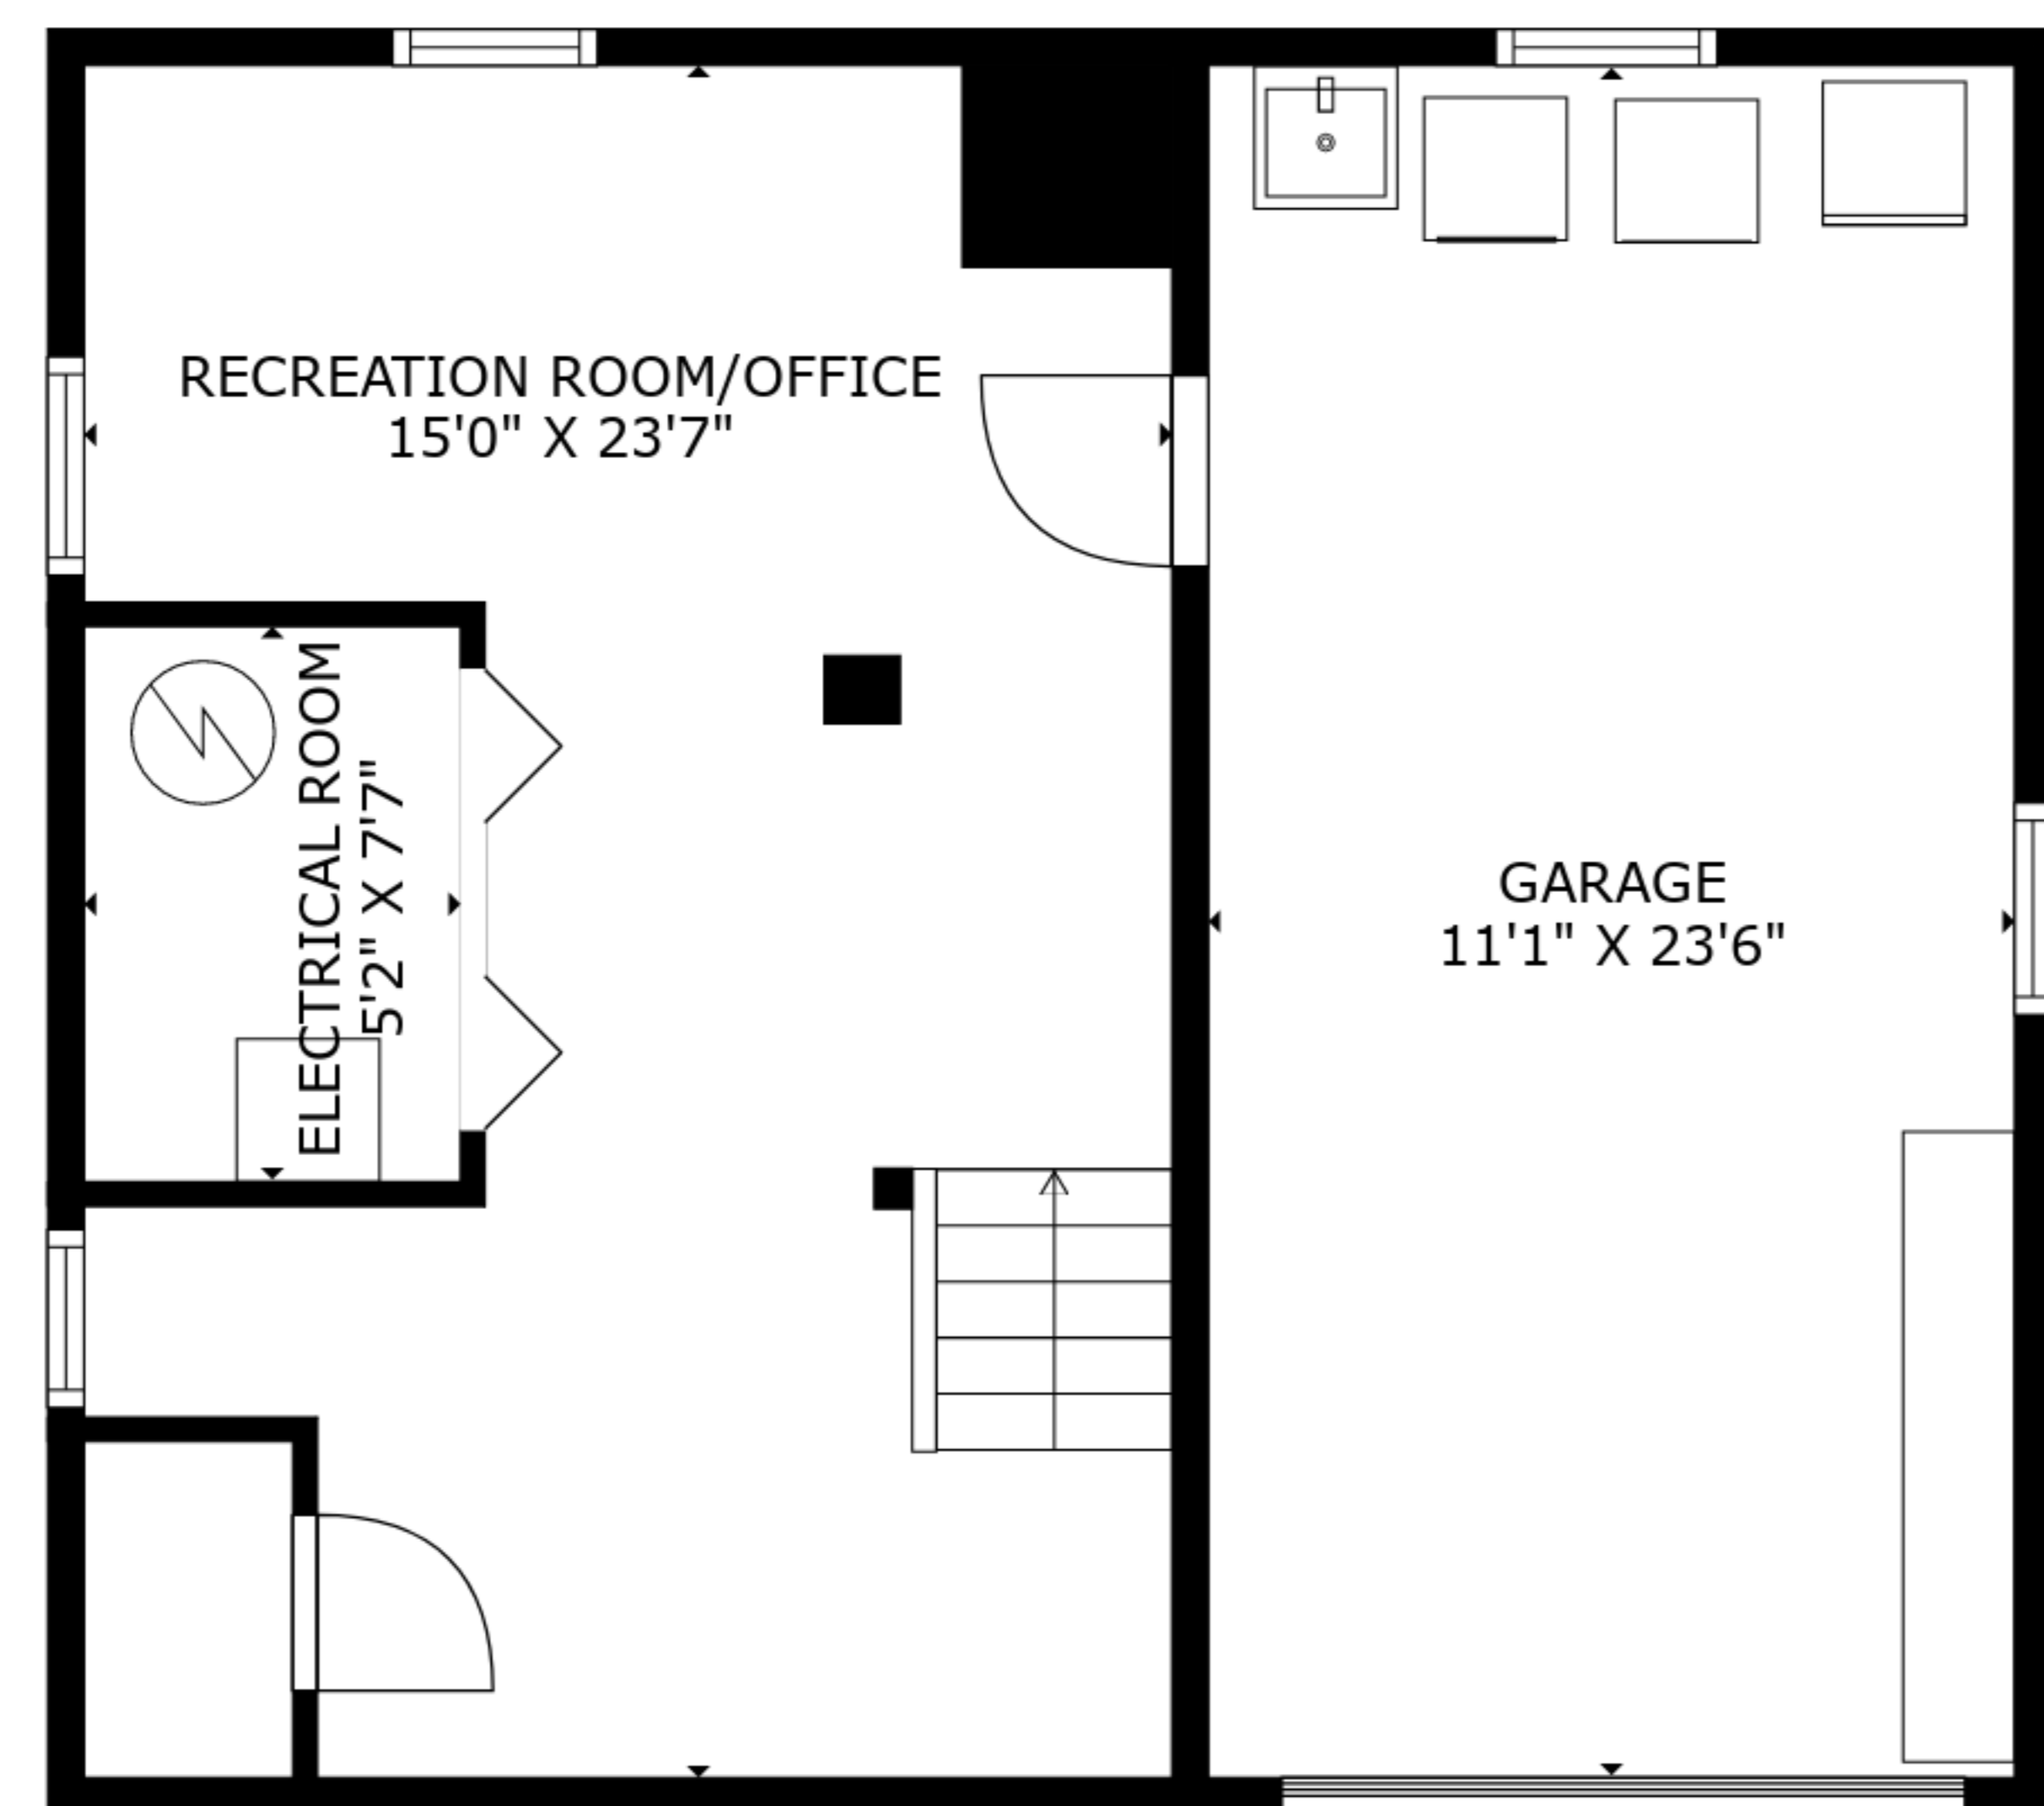 RECREATION ROOM/OFFICE
15'0" X 23'7"
ELECTRICAL ROOM
5'2" X 7'7"
GARAGE
11'1" X 23'6"